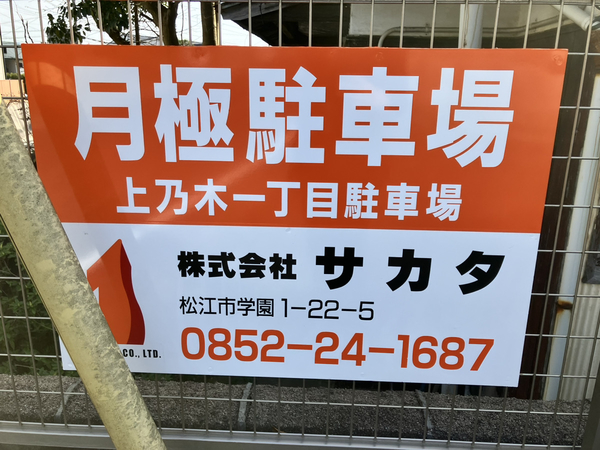 月極駐車場
上乃木一丁目駐車場
株式会社 サカタ
松江市学園1-22-5
0852-24-1687
CO., LTD.